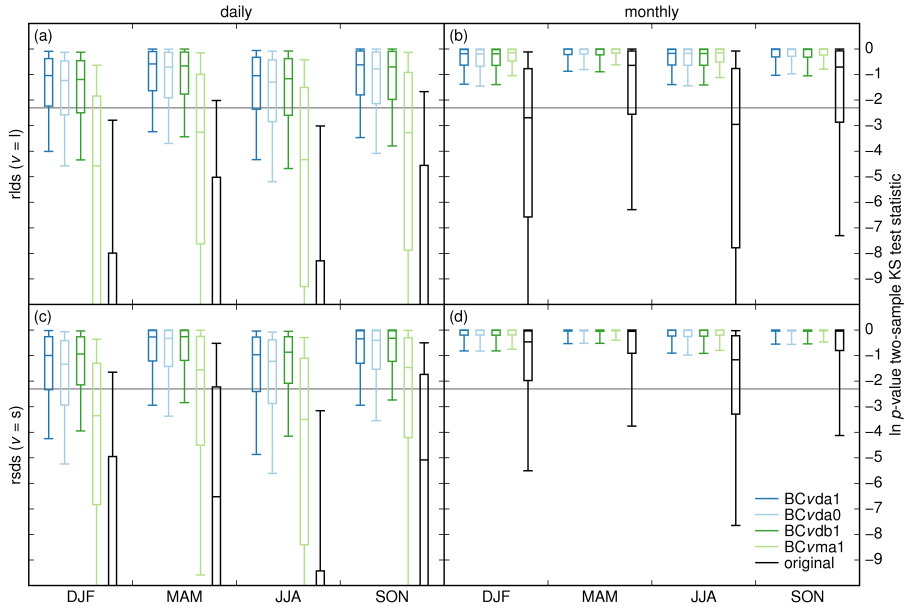 daily
monthly
(a)
(b)
rlds (v = l)
0
−1
−2
−3
−4
−5
−6
−7
−8
−9
(c)
(d)
rsds (v = s)
0
−1
−2
−3
−4
−5
−6
−7
−8
−9
ln p-value two-sample KS test statistic
BCvda1
BCvda0
BCvdb1
BCvma1
original
DJF MAM JJA SON DJF MAM JJA SON